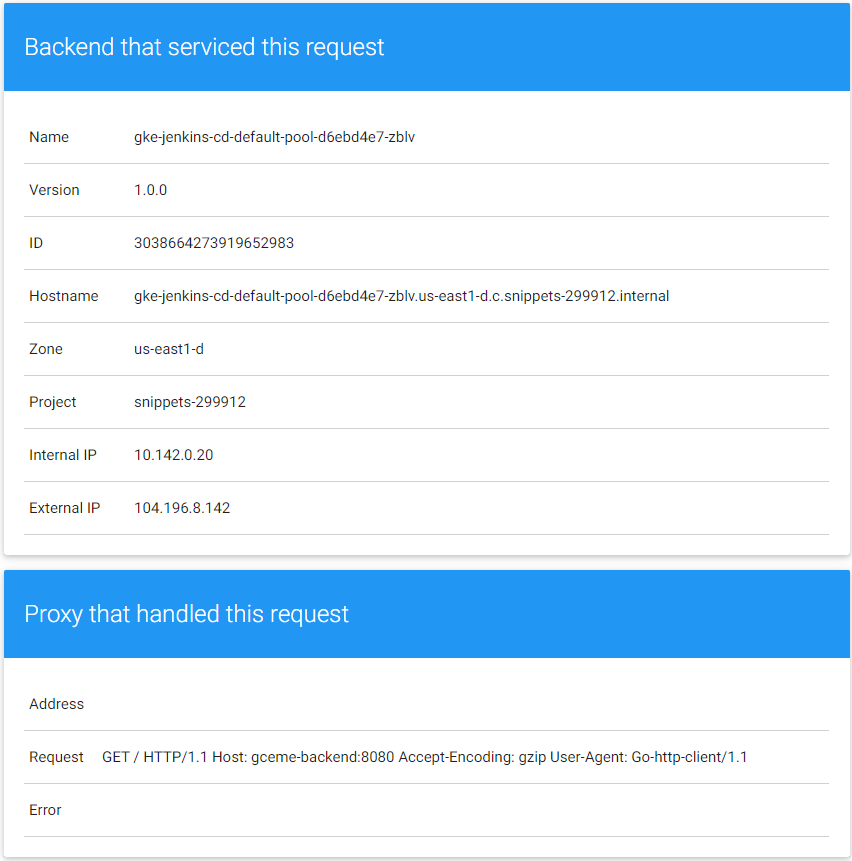 Backend that serviced this request
Name gke-jenkins-cd-default-pool-d6ebd4e7-zblv
Version 1.0.0
ID 3038664273919652983
Hostname gke-jenkins-cd-default-pool-d6ebd4e7-zblv.us-east1-d.c.snippets-299912.internal
Zone us-east1-d
Project snippets-299912
Internal IP 10.142.0.20
External IP 104.196.8.142
Proxy that handled this request
Address
Request GET / HTTP/1.1 Host: gceme-backend:8080 Accept-Encoding: gzip User-Agent: Go-http-client/1.1
Error